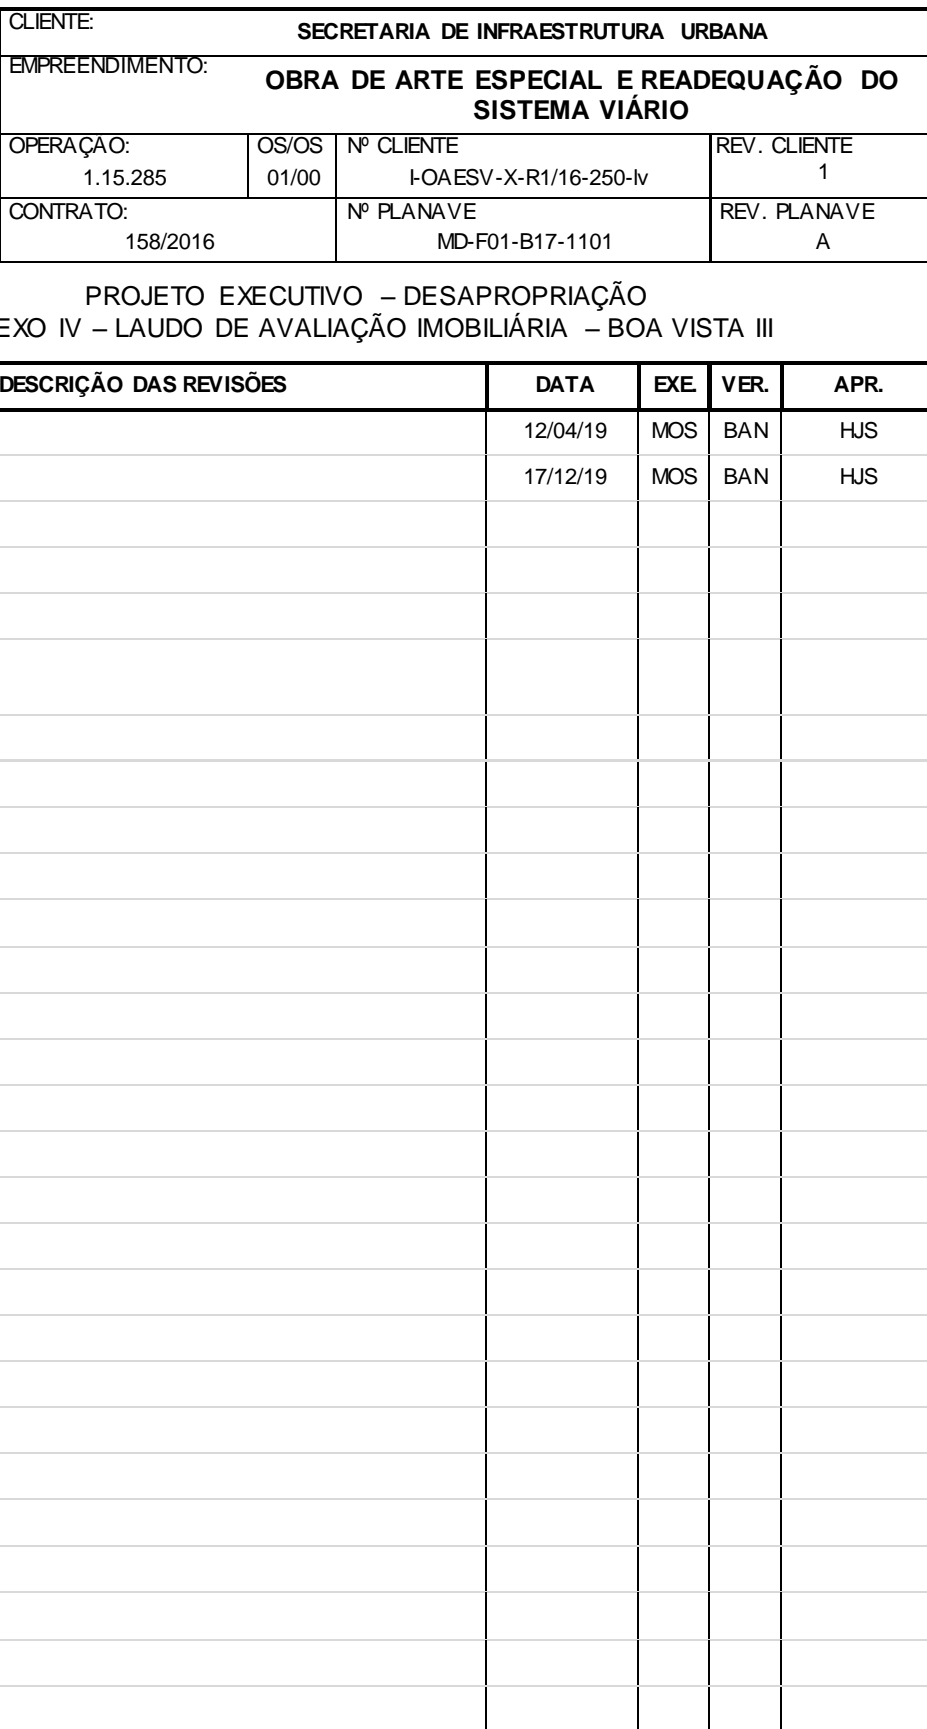 CLIENTE:
SECRETARIA DE INFRAESTRUTURA URBANA
EMPREENDIMENTO:
OBRA DE ARTE ESPECIAL E READEQUAÇÃO DO
SISTEMA VIÁRIO
OPERAÇAO: OS/OS Nº CLIENTE REV. CLIENTE
1.15.285 01/00 I-OAESV-X-R1/16-250-lv 1
CONTRATO: Nº PLANAVE REV. PLANAVE
158/2016 MD-F01-B17-1101 A
PROJETO EXECUTIVO – DESAPROPRIAÇÃO
EXO IV – LAUDO DE AVALIAÇÃO IMOBILIÁRIA – BOA VISTA III
DESCRIÇÃO DAS REVISÕES DATA EXE. VER. APR.
12/04/19 MOS BAN HJS
17/12/19 MOS BAN HJS